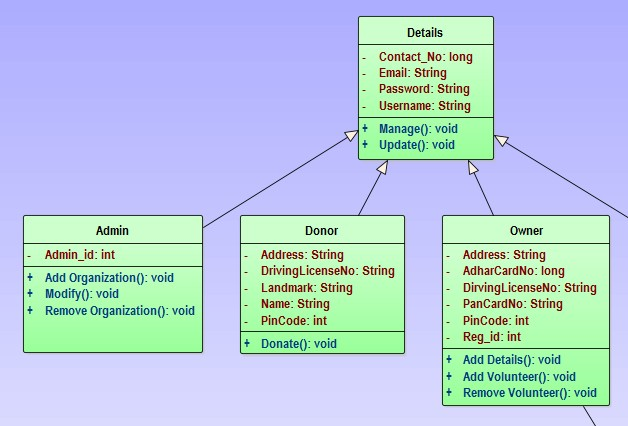 Details
- Contact_No: long
- Email: String
- Password: String
- Username: String
+ Manage(): void
+ Update(): void
Admin
- Admin_id: int
+ Add Organization(): void
+ Modify(): void
+ Remove Organization(): void
Donor
- Address: String
- DrivingLicenseNo: String
- Landmark: String
- Name: String
- PinCode: int
+ Donate(): void
Owner
- Address: String
- AdharCardNo: long
- DirvingLicenseNo: String
- PanCardNo: String
- PinCode: int
- Reg_id: int
+ Add Details(): void
+ Add Volunteer(): void
+ Remove Volunteer(): void